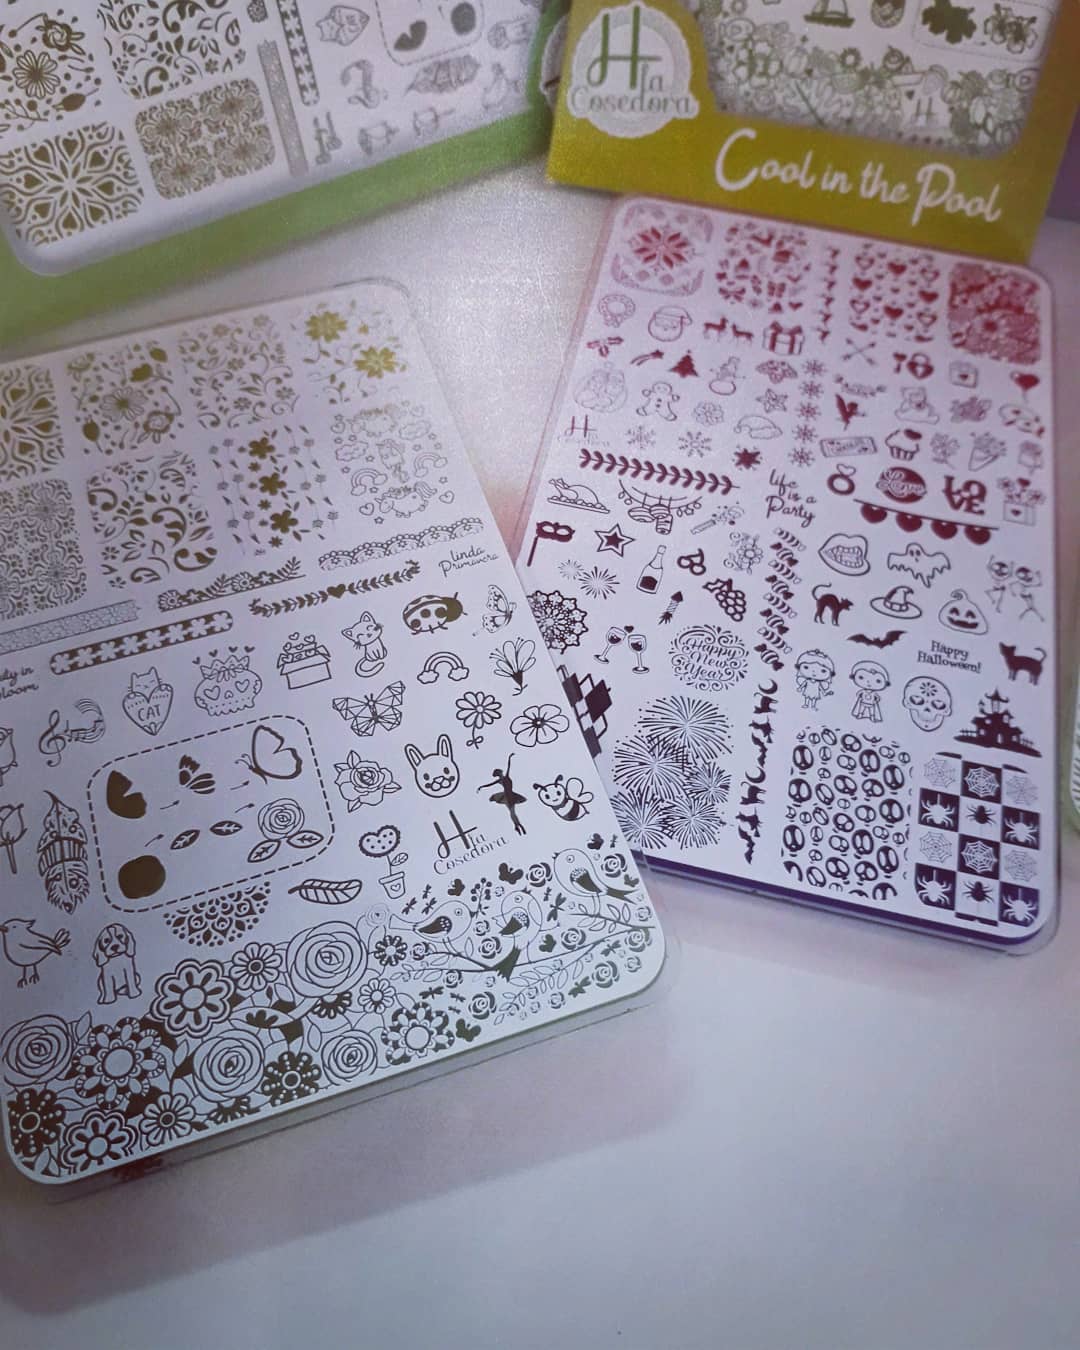 H
la
Cosedora
Cool in the Pool
H
la
Cosedora
life is a
Party
Love
LOVE
Happy
New
Year
Happy
Halloween!
linda
Primavera
CAT
H
la
Cosedora